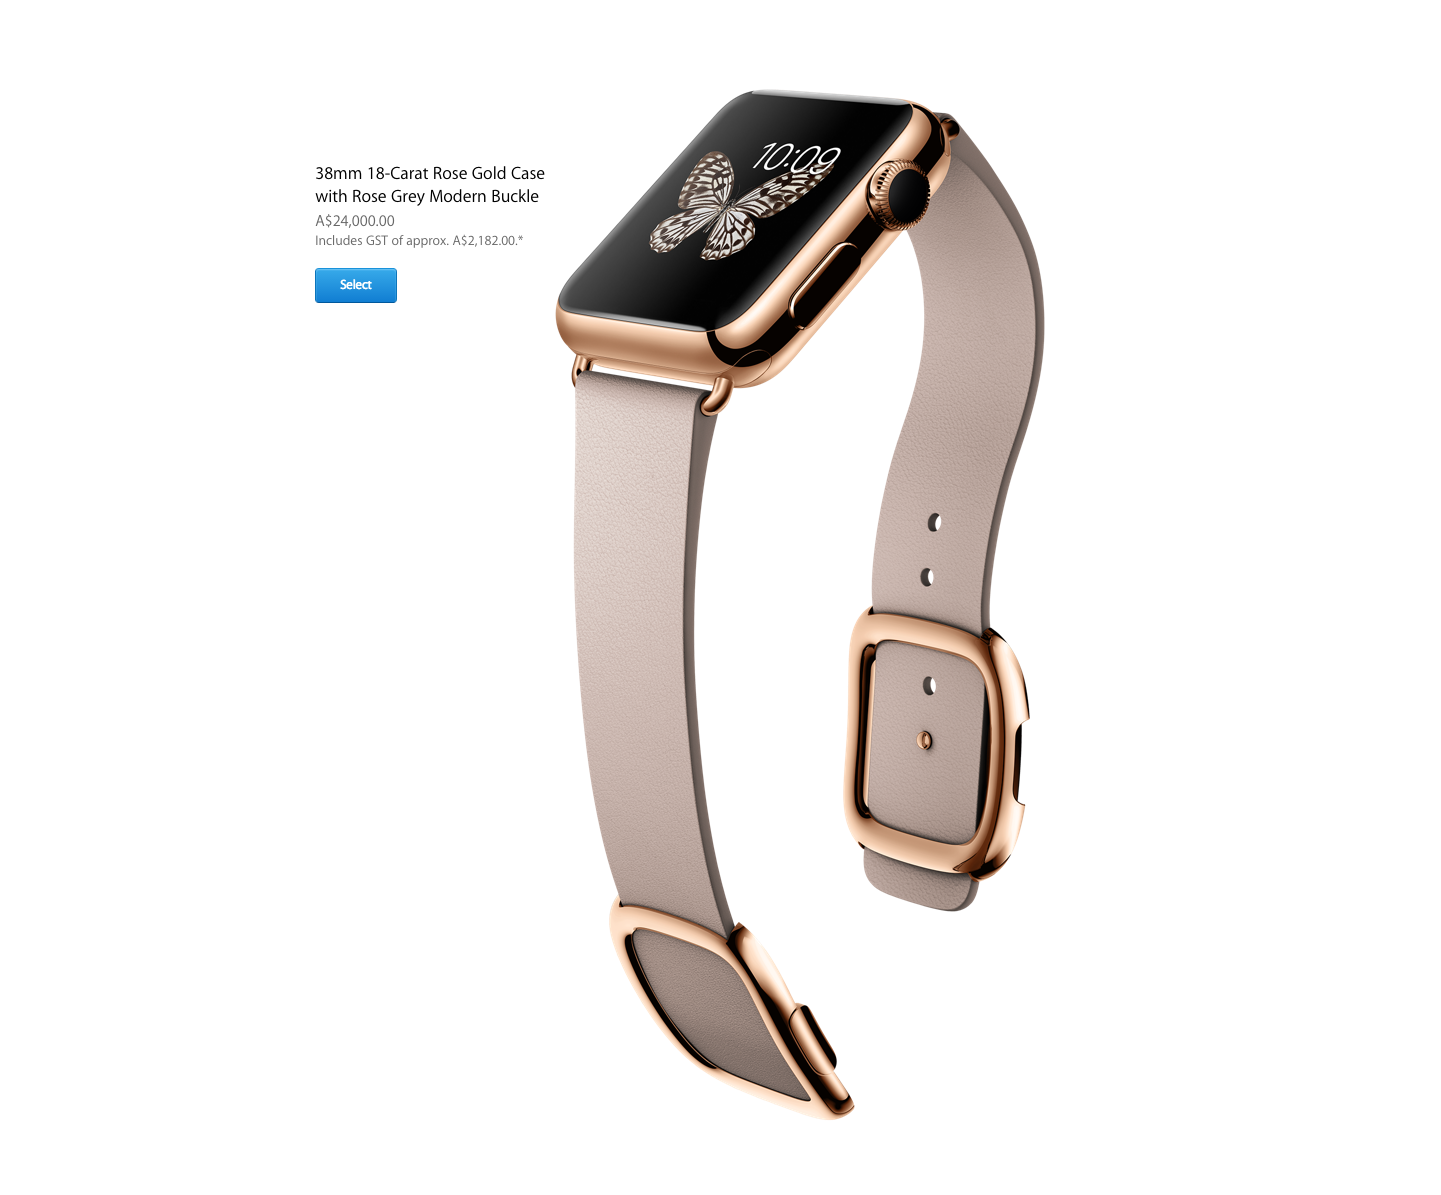 38mm 18-Carat Rose Gold Case
with Rose Grey Modern Buckle
A$24,000.00
Includes GST of approx. A$2,182.00.*
Select
10:09